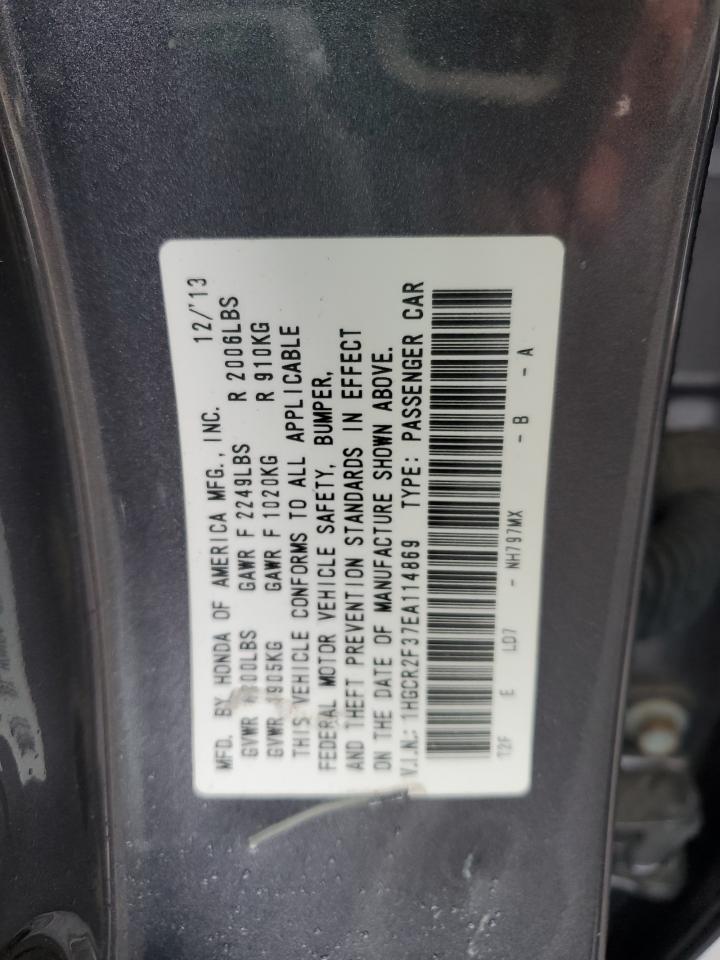 MFD. BY HONDA OF AMERICA MFG., INC. 12/'13
GVWR GAWR F 2249LBS R 2006LBS
GVWR GAWR F 1020KG R 910KG
THIS VEHICLE CONFORMS TO ALL APPLICABLE
FEDERAL MOTOR VEHICLE SAFETY, BUMPER,
AND THEFT PREVENTION STANDARDS IN EFFECT
ON THE DATE OF MANUFACTURE SHOWN ABOVE.
V.I.N.: 1HGCR2F37EA114869 TYPE: PASSENGER CAR
T2F E LD7 - NH797MX - B - A